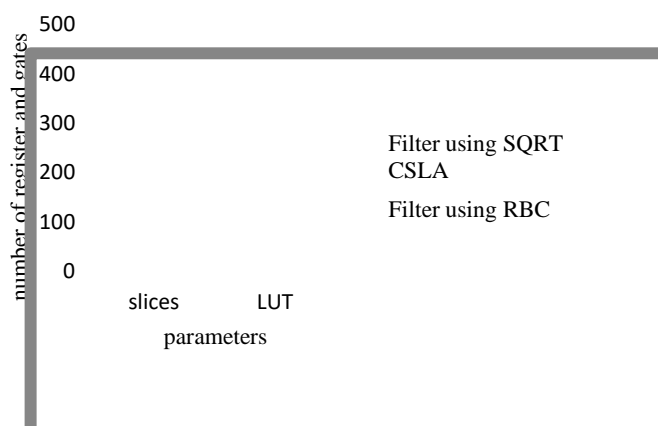 500
400
300
200
100
0
number of register and gates
slices LUT
parameters
Filter using SQRT
CSLA
Filter using RBC